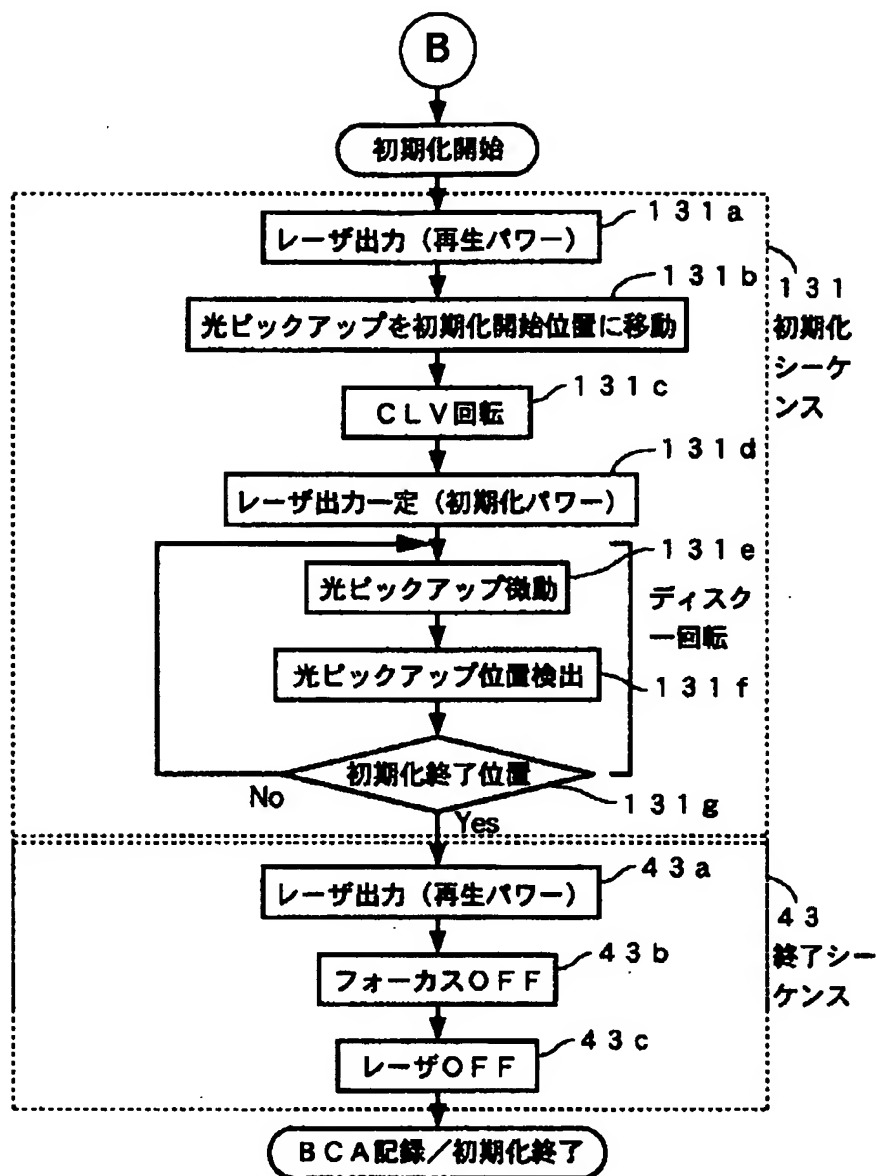 B
初期化開始
131a
レーザ出力（再生パワー）
131b
光ピックアップを初期化開始位置に移動
131
初期化
シーケ
ンス
131c
CLV回転
131d
レーザ出力一定（初期化パワー）
131e
光ピックアップ微動
ディスク
一回転
光ピックアップ位置検出
131f
初期化終了位置
No
131g
Yes
43a
レーザ出力（再生パワー）
43
終了シー
ケンス
43b
フォーカスOFF
43c
レーザOFF
BCA記録／初期化終了